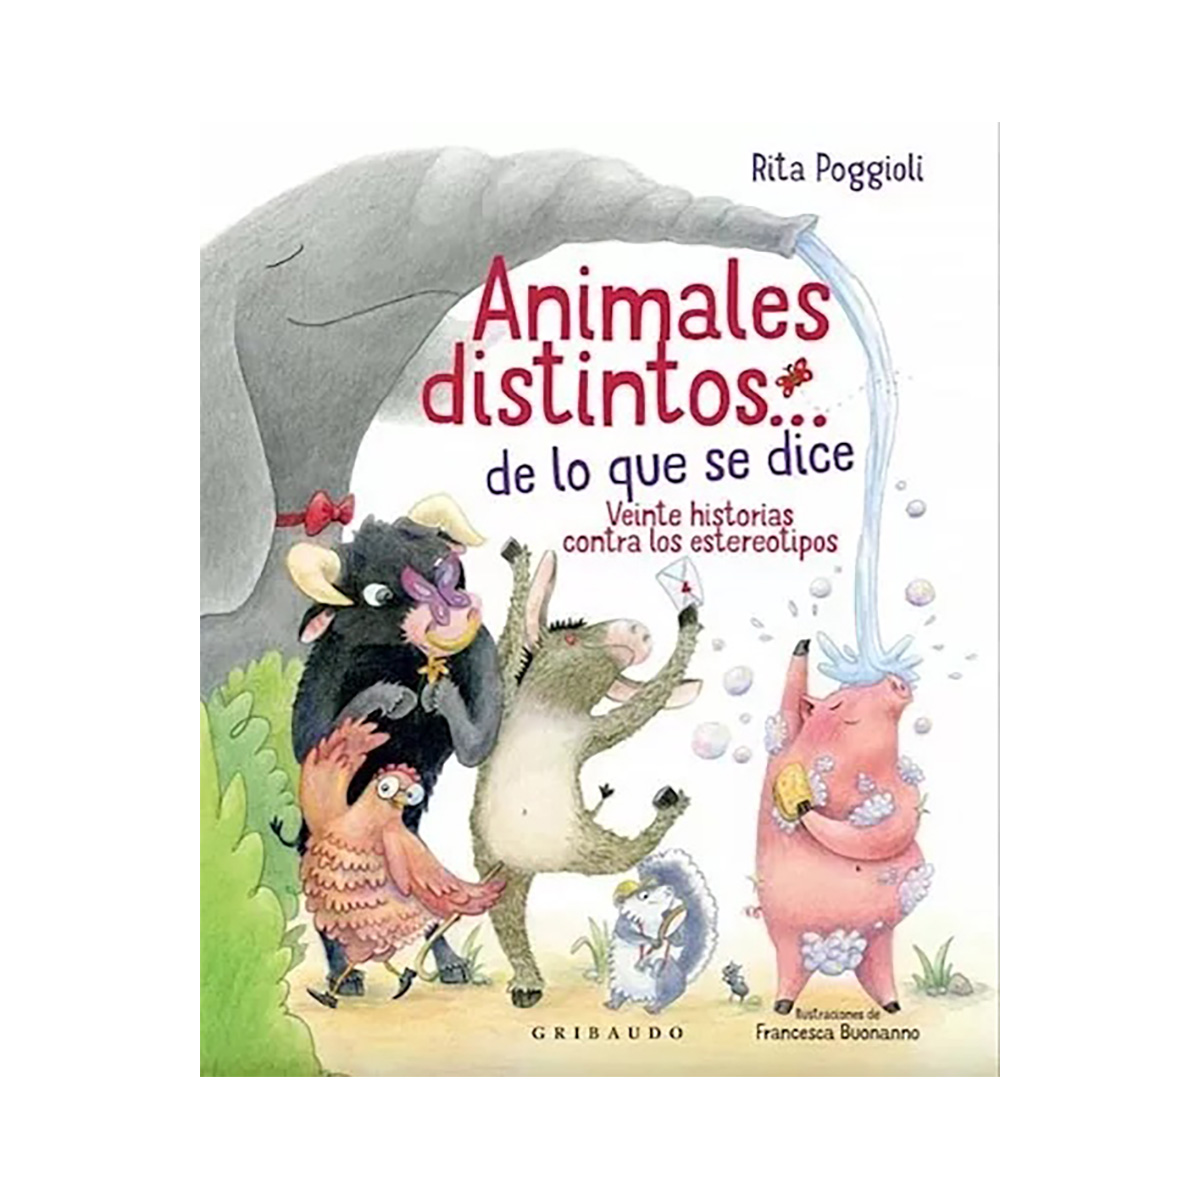 Rita Poggioli
Animales
distintos...
de lo que se dice
Veinte historias
contra los estereotipos
GRIBAUDO
Ilustraciones de
Francesca Buonanno